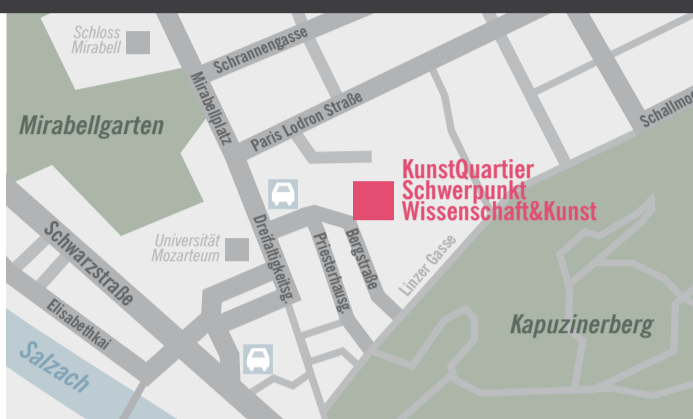 Schloss
Mirabell
Schrannengasse
Mirabellplatz
Paris Lodron Straße
Schallmoo
Mirabellgarten
KunstQuartier
Schwerpunkt
Wissenschaft&Kunst
Universität
Mozarteum
Dreifaltigkeitsg.
Priesterhausg.
Bergstraße
Linzer Gasse
Schwarzstraße
Elisabethkai
Salzach
Kapuzinerberg